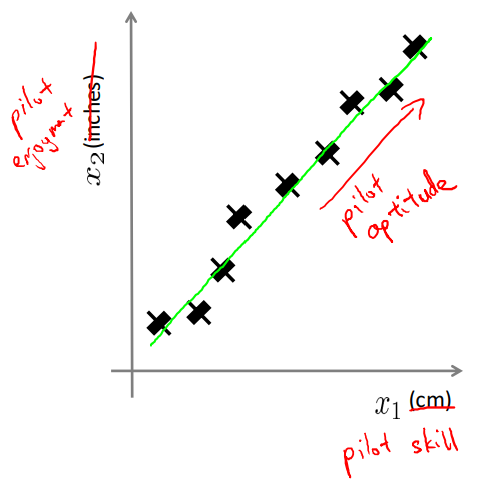 pilot
enjoyment
x₂ (inches)
pilot
aptitude
x₁ (cm)
pilot skill